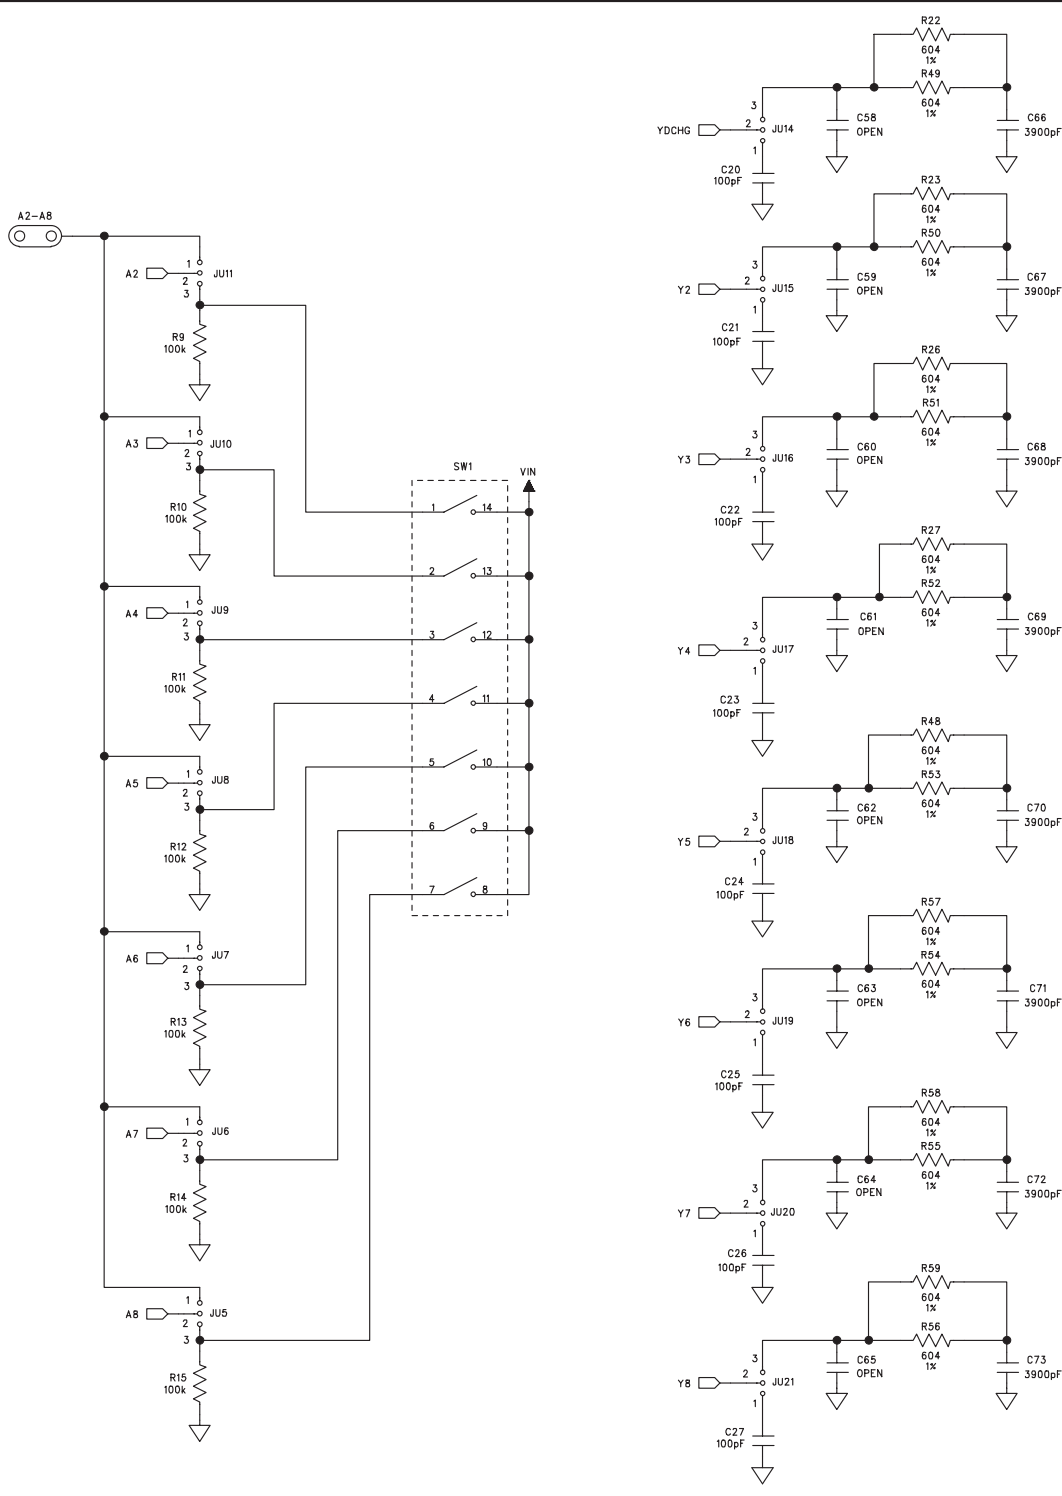 A2-A8
A2
1
2
3
JU11
R9
100k
A3
1
2
3
JU10
R10
100k
A4
1
2
3
JU9
R11
100k
A5
1
2
3
JU8
R12
100k
A6
1
2
3
JU7
R13
100k
A7
1
2
3
JU6
R14
100k
A8
1
2
3
JU5
R15
100k
SW1
VIN
1
14
2
13
3
12
4
11
5
10
6
9
7
8
R22
604
1%
R49
604
1%
YDCHG
3
2
1
JU14
C20
100pF
C58
OPEN
C66
3900pF
R23
604
1%
R50
604
1%
Y2
3
2
1
JU15
C21
100pF
C59
OPEN
C67
3900pF
R26
604
1%
R51
604
1%
Y3
3
2
1
JU16
C22
100pF
C60
OPEN
C68
3900pF
R27
604
1%
R52
604
1%
Y4
3
2
1
JU17
C23
100pF
C61
OPEN
C69
3900pF
R48
604
1%
R53
604
1%
Y5
3
2
1
JU18
C24
100pF
C62
OPEN
C70
3900pF
R57
604
1%
R54
604
1%
Y6
3
2
1
JU19
C25
100pF
C63
OPEN
C71
3900pF
R58
604
1%
R55
604
1%
Y7
3
2
1
JU20
C26
100pF
C64
OPEN
C72
3900pF
R59
604
1%
R56
604
1%
Y8
3
2
1
JU21
C27
100pF
C65
OPEN
C73
3900pF